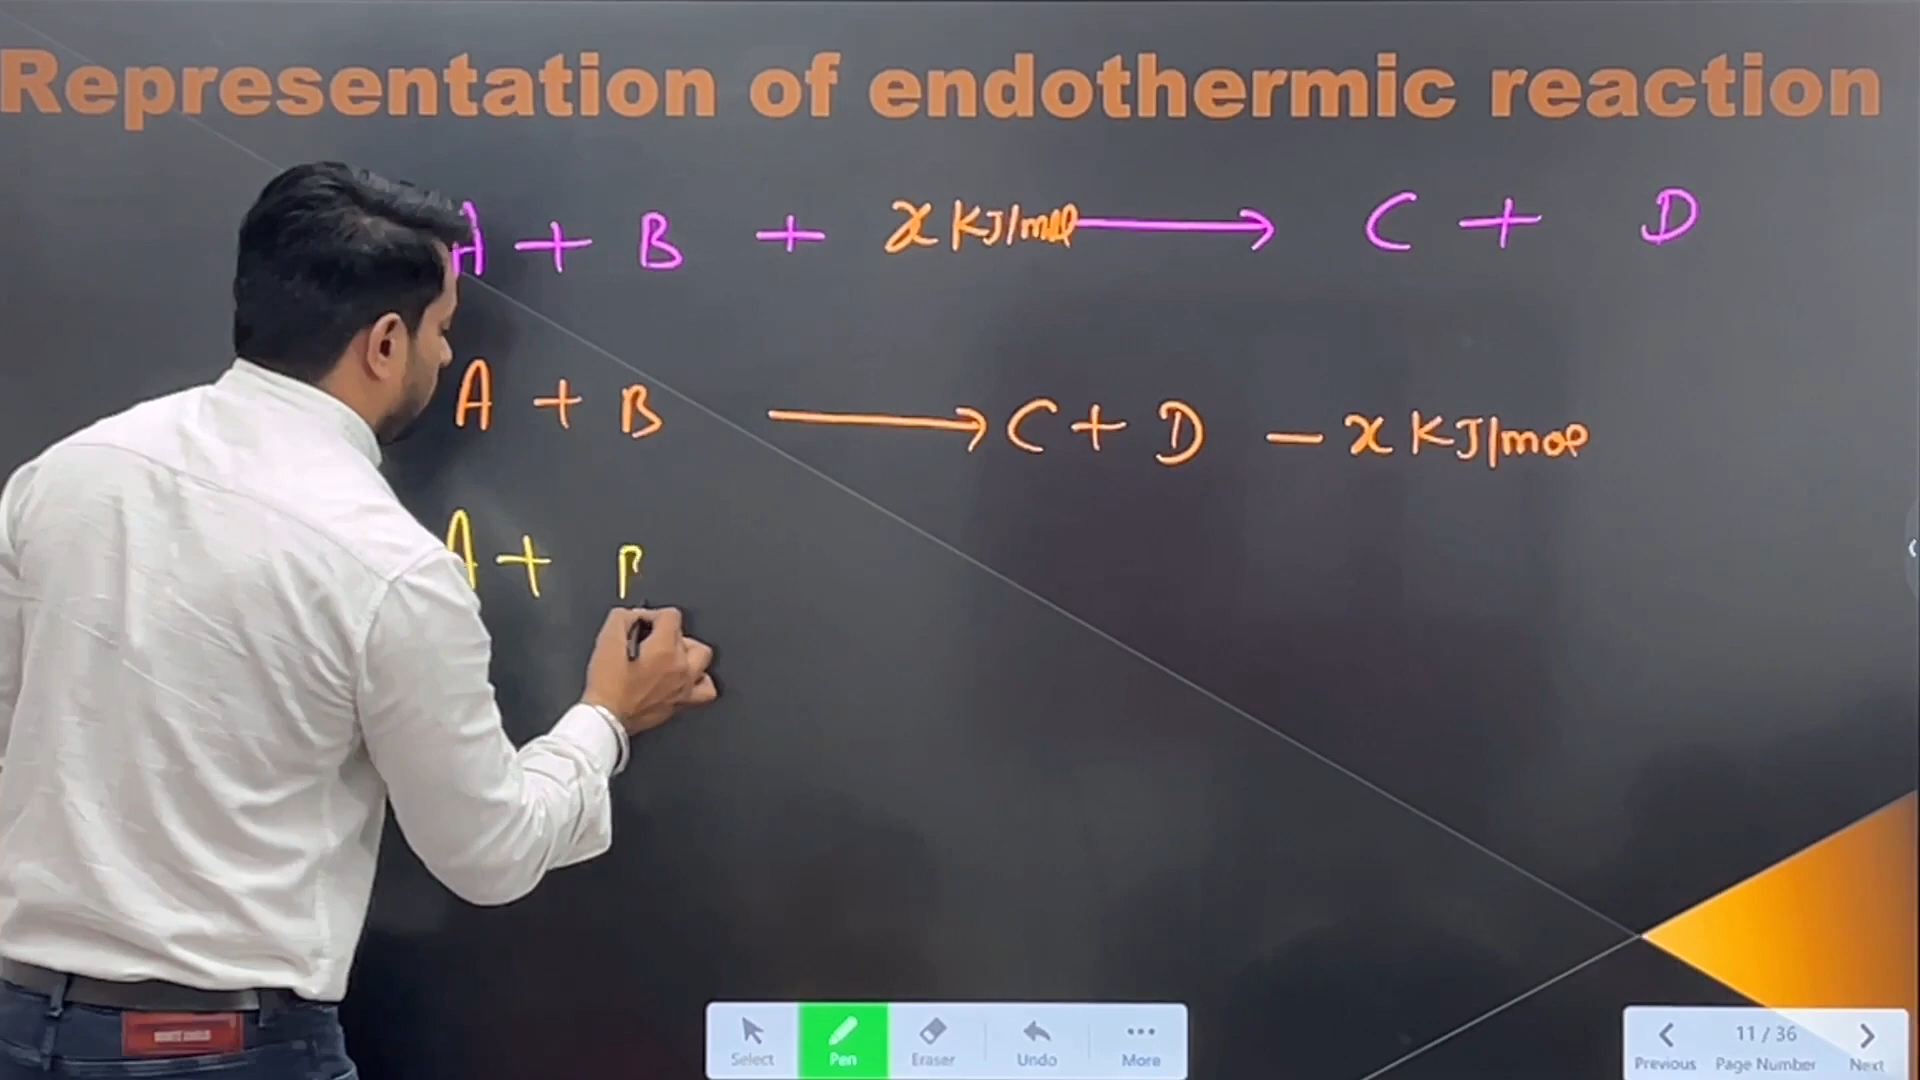 Representation of endothermic reaction
A + B + x KJ/mol → C + D
A + B → C + D − x KJ/mol
A +
Select Pen Eraser Undo More
Previous 11 / 36 Page Number Next